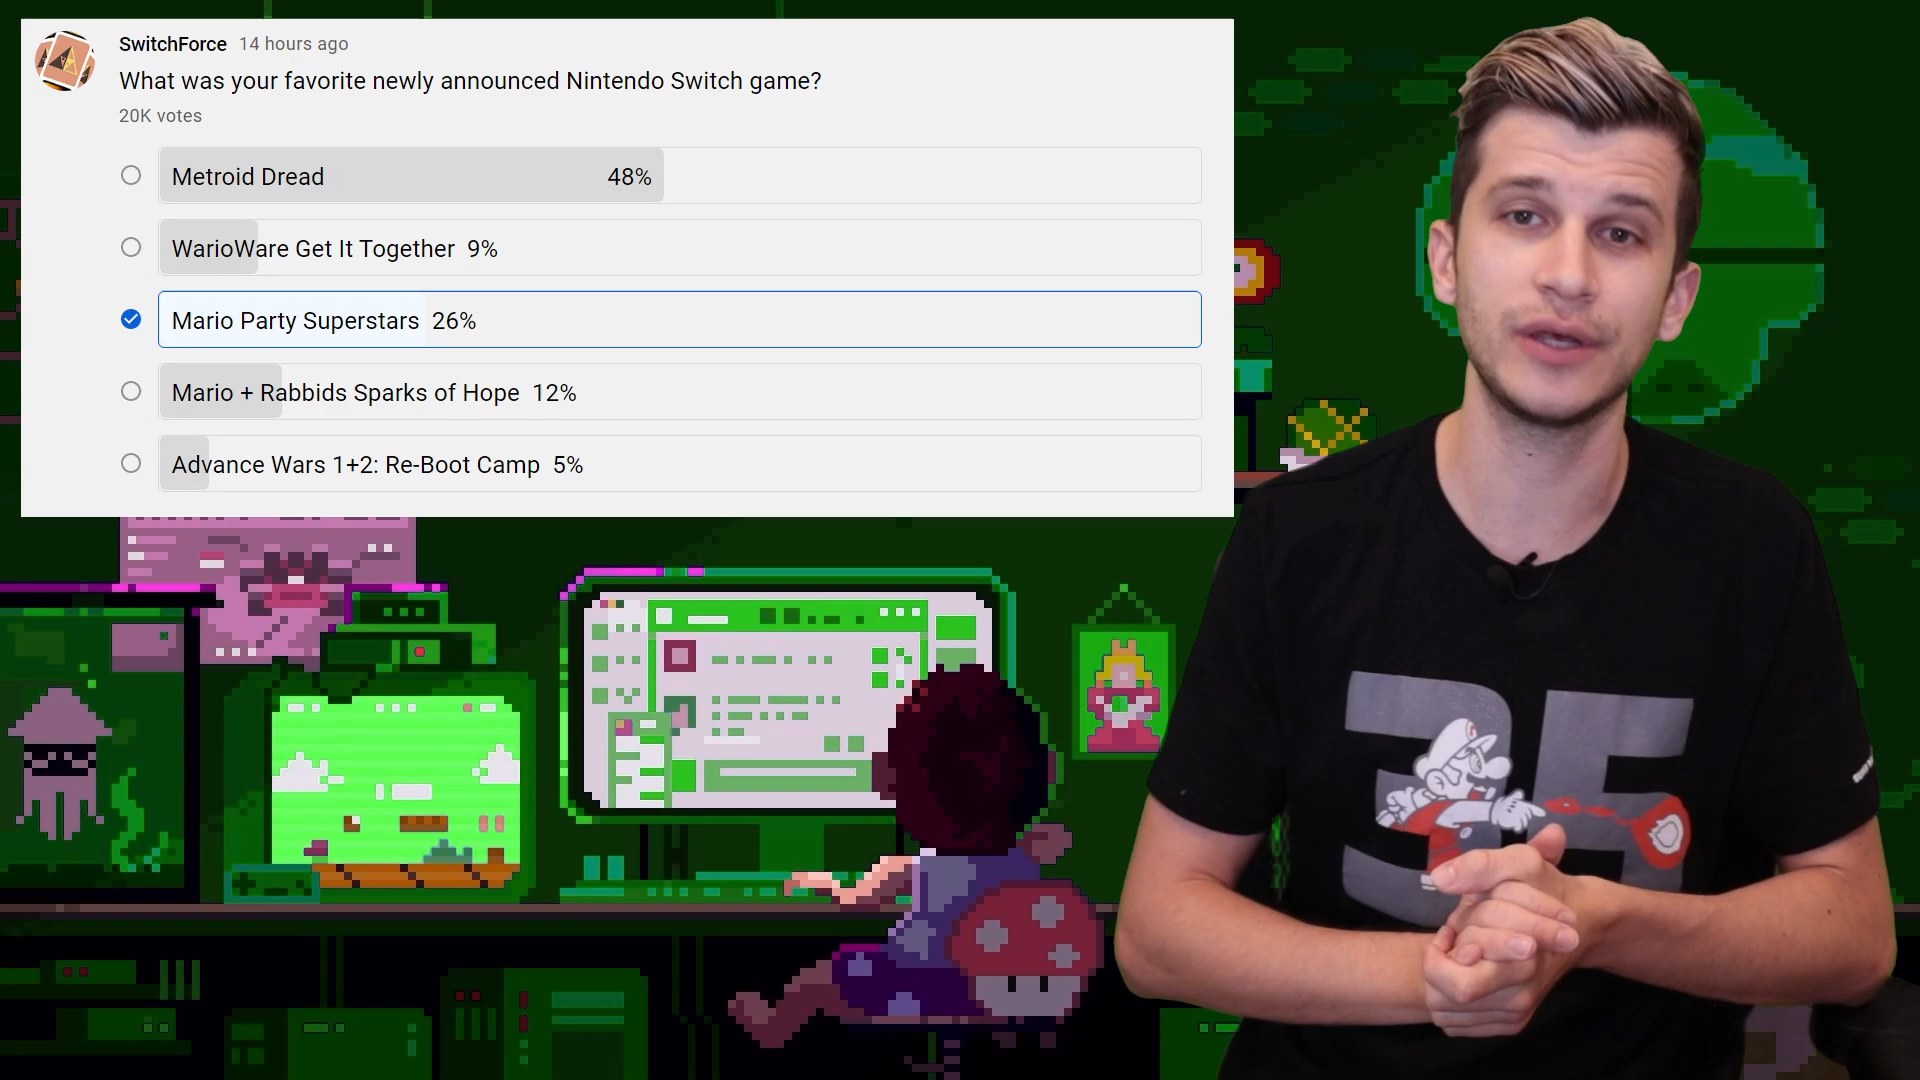 SwitchForce 14 hours ago
What was your favorite newly announced Nintendo Switch game?
20K votes
Metroid Dread 48%
WarioWare Get It Together 9%
Mario Party Superstars 26%
Mario + Rabbids Sparks of Hope 12%
Advance Wars 1+2: Re-Boot Camp 5%
35